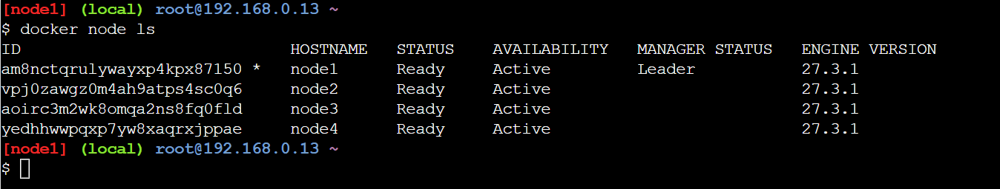 [node1] (local) root@192.168.0.13 ~
$ docker node ls
ID HOSTNAME STATUS AVAILABILITY MANAGER STATUS ENGINE VERSION
am8nctqrulywayxp4kpx87150 * node1 Ready Active Leader 27.3.1
vpj0zawgz0m4ah9atps4sc0q6 node2 Ready Active 27.3.1
aoirc3m2wk8omqa2ns8fq0fld node3 Ready Active 27.3.1
yedhhwwpqxp7yw8xaqrxjppae node4 Ready Active 27.3.1
[node1] (local) root@192.168.0.13 ~
$